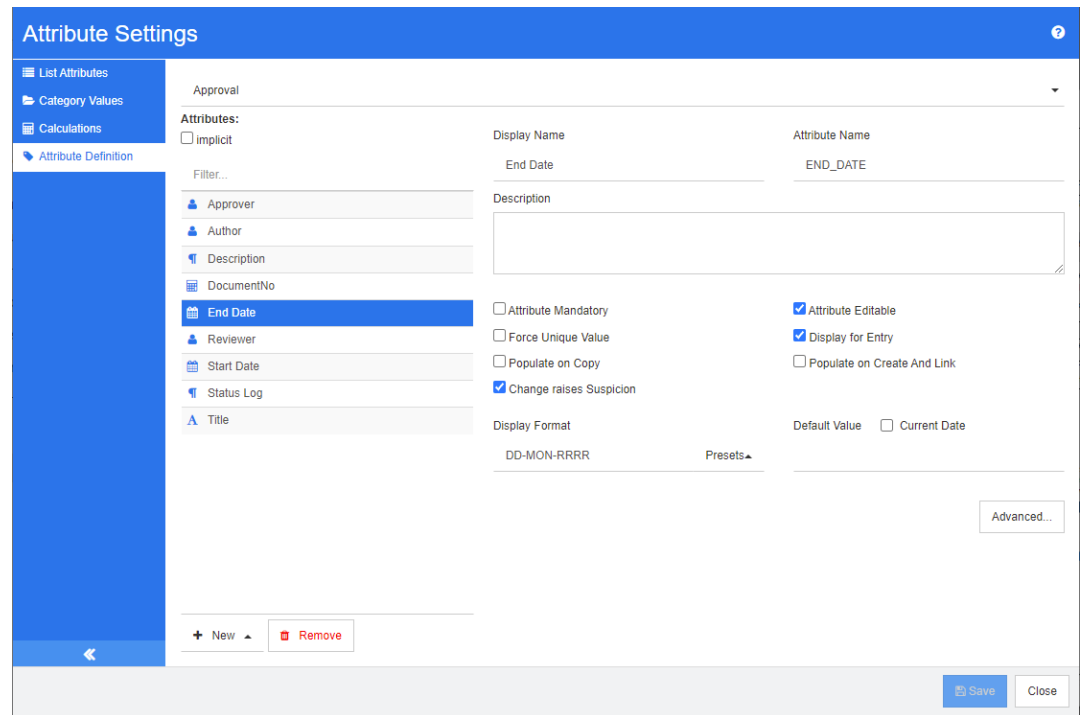 Attribute Settings
List Attributes
Category Values
Calculations
Attribute Definition
Approval
Attributes:
implicit
Filter...
Approver
Author
Description
DocumentNo
End Date
Reviewer
Start Date
Status Log
Title
New
Remove
Display Name
Attribute Name
End Date
END_DATE
Description
Attribute Mandatory
Attribute Editable
Force Unique Value
Display for Entry
Populate on Copy
Populate on Create And Link
Change raises Suspicion
Display Format
Default Value
Current Date
DD-MON-RRRR
Presets
Advanced...
Save
Close